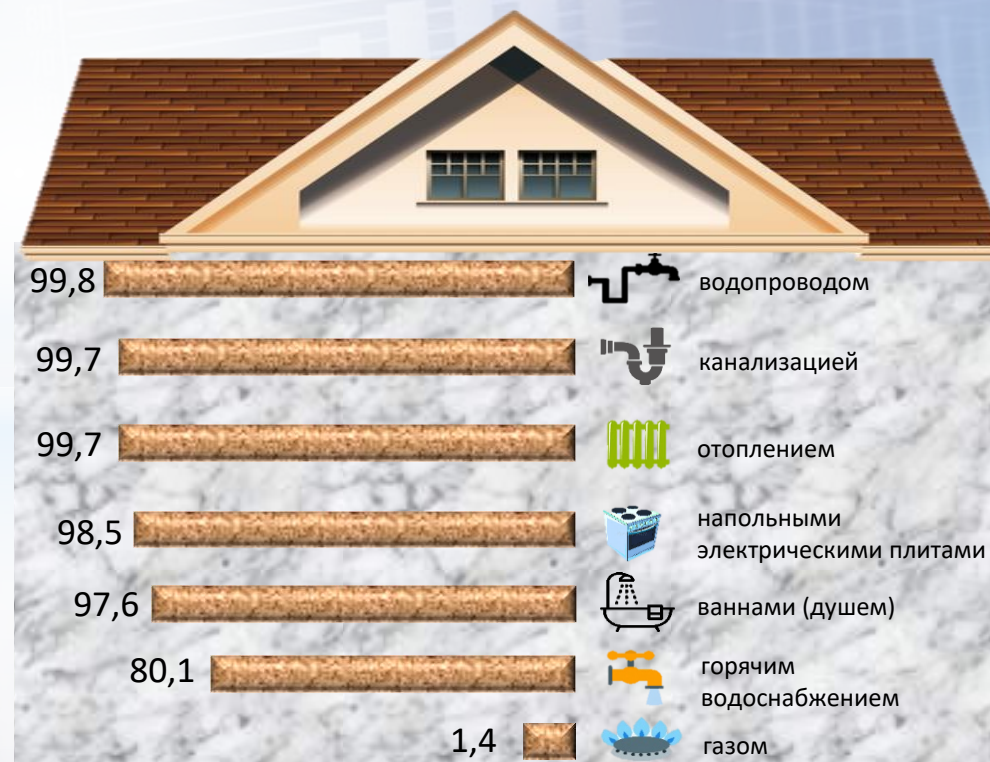 99,8 водопроводом
99,7 канализацией
99,7 отоплением
98,5 напольными
электрическими плитами
97,6 ваннами (душем)
80,1 горячим
водоснабжением
1,4 газом